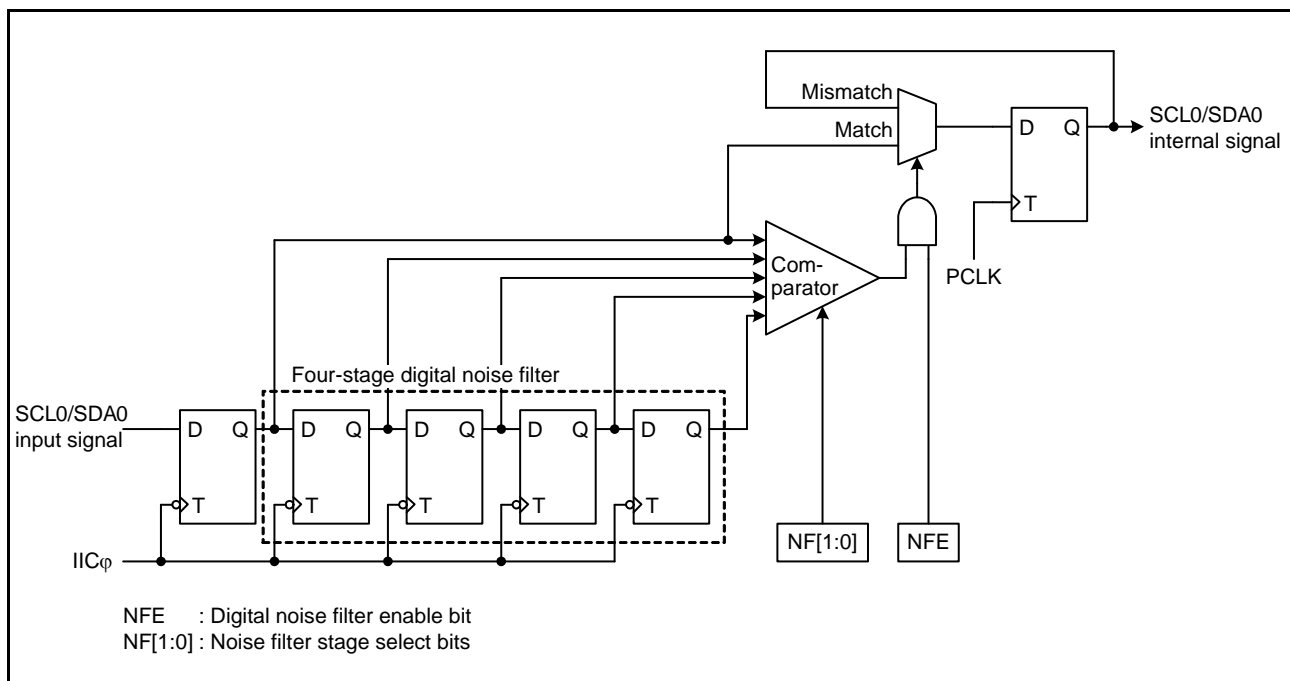 Mismatch
Match
D Q
T
SCL0/SDA0
internal signal
PCLK
Com-
parator
Four-stage digital noise filter
SCL0/SDA0
input signal
D Q D Q D Q D Q D Q
T T T T T
NF[1:0] NFE
IICφ
NFE : Digital noise filter enable bit
NF[1:0] : Noise filter stage select bits